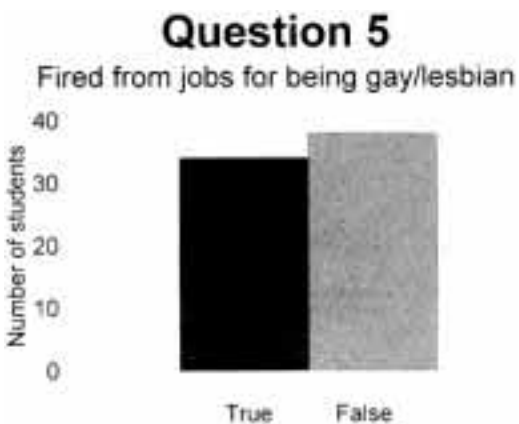 Question 5
Fired from jobs for being gay/lesbian
Number of students
40
30
20
10
0
True False